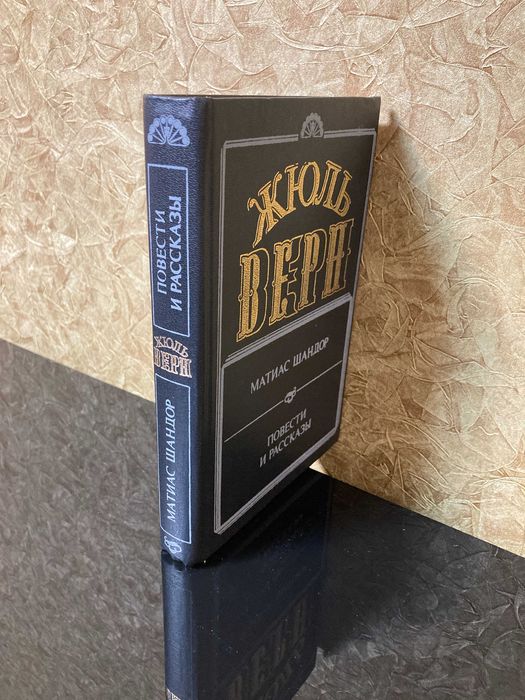 ПОВЕСТИ
И РАССКАЗЫ
ЖЮЛЬ
ВЕРН
МАТИАС ШАНДОР
ЖЮЛЬ
ВЕРН
МАТИАС ШАНДОР
ПОВЕСТИ
И РАССКАЗЫ